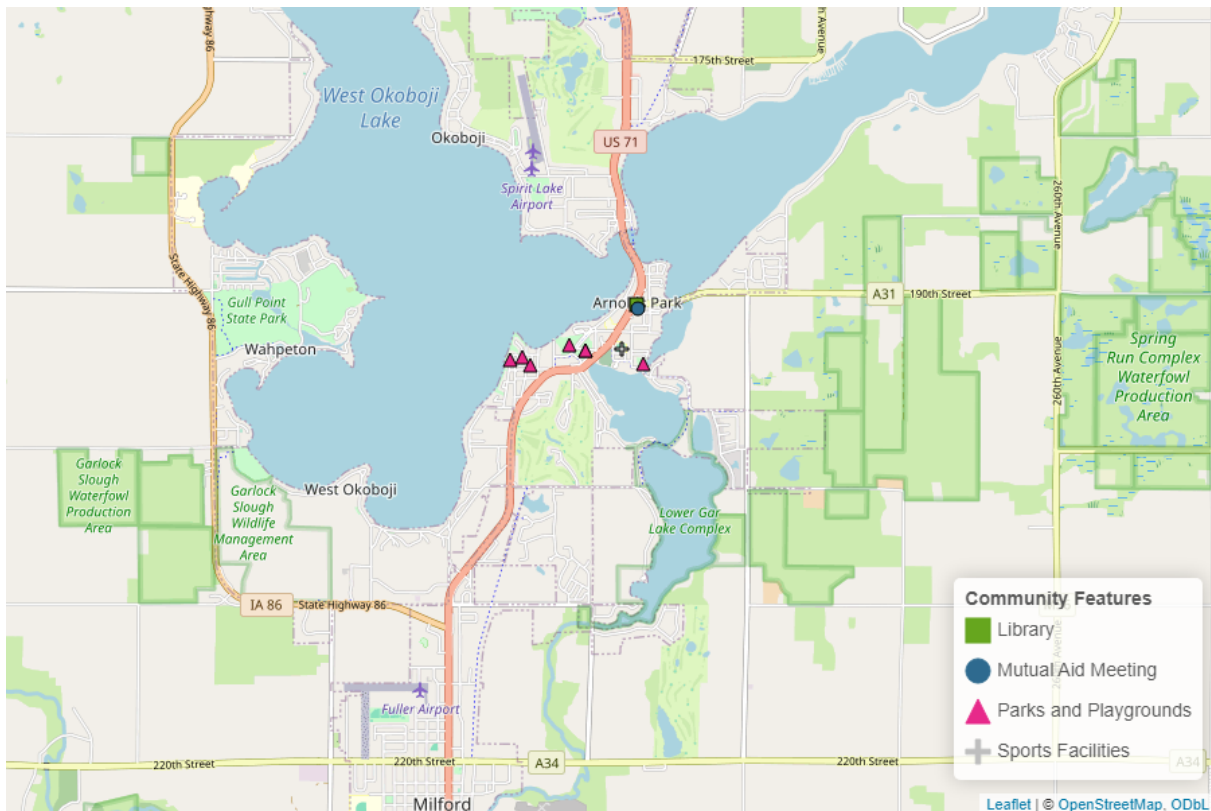 State Highway 86
175th Street
Avenue
West Okoboji
Lake
Okoboji
US 71
Spirit Lake
Airport
260th Avenue
State Highway 86
Gull Point
State Park
Wahpeton
Park
A31
190th Street
260th Avenue
Spring
Run Complex
Waterfowl
Production
Area
Garlock
Slough
Waterfowl
Production
Area
Garlock
Slough
Wildlife
Management
Area
West Okoboji
Lower Gar
Lake Complex
IA 86
State Highway 86
Fuller Airport
220th Street
220th Street
A34
220th Street
A34
Milford
Community Features
Library
Mutual Aid Meeting
Parks and Playgrounds
Sports Facilities
Leaflet | © OpenStreetMap, ODbL